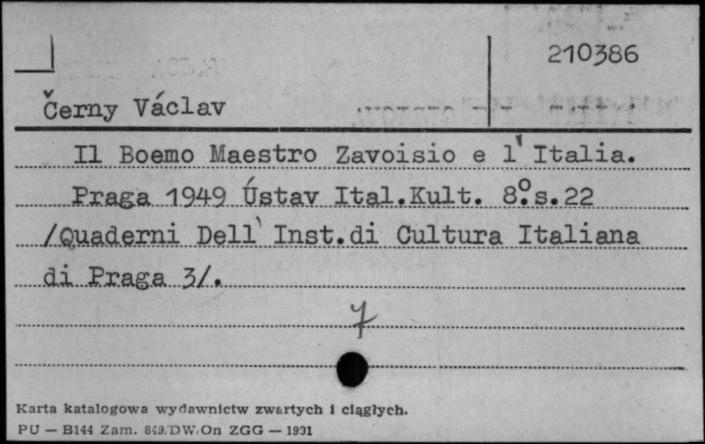 210386
Černy Václav
Il Boemo Maestro Zavoisio e l'Italia.
Praga 1949 Ústav Ital.Kult. 8.° s.22
/Quaderni Dell' Inst.di Cultura Italiana
di Praga 3/.
7
Karta katalogowa wydawnictw zwartych i ciągłych.
PU — B144 Zam. 849/DW/On ZGG — 1931